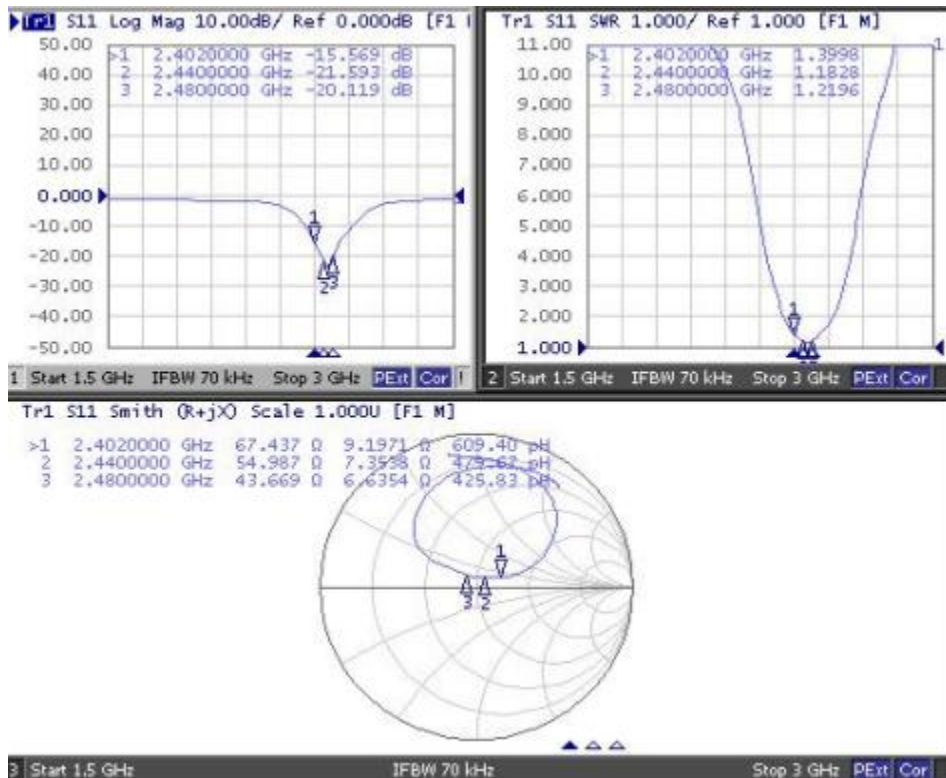 Tr1 S11 Log Mag 10.00dB/ Ref 0.000dB [F1
50.00
>1 2.4020000 GHz -15.569 dB
40.00
2 2.4400000 GHz -21.593 dB
30.00
3 2.4800000 GHz -20.119 dB
20.00
10.00
0.000
-10.00
1
-20.00
-30.00
2 3
-40.00
-50.00
1 Start 1.5 GHz IFBW 70 kHz Stop 3 GHz PExt Cor
Tr1 S11 SWR 1.000/ Ref 1.000 [F1 M]
11.00
>1 2.4020000 GHz 1.3998
1
10.00
2 2.4400000 GHz 1.1828
9.000
3 2.4800000 GHz 1.2196
8.000
7.000
6.000
5.000
4.000
3.000
2.000
1
1.000
2 Start 1.5 GHz IFBW 70 kHz Stop 3 GHz PExt Cor
Tr1 S11 Smith (R+jX) Scale 1.000U [F1 M]
>1 2.4020000 GHz 67.437 Ω 9.1971 Ω 609.40 pH
2 2.4400000 GHz 54.987 Ω 7.3538 Ω 479.67 pH
3 2.4800000 GHz 43.669 Ω 6.6354 Ω 425.83 pH
1
3 2
3 Start 1.5 GHz IFBW 70 kHz Stop 3 GHz PExt Cor